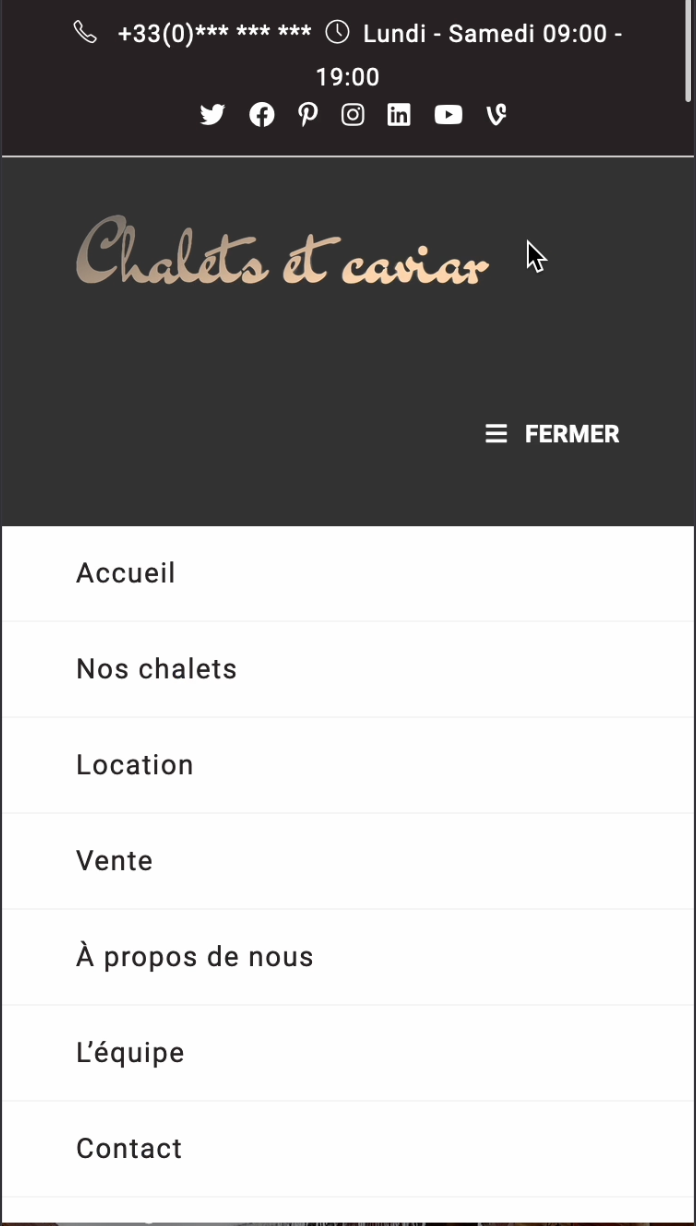 +33(0)*** *** *** Lundi - Samedi 09:00 -
19:00
Chalets et caviar
FERMER
Accueil
Nos chalets
Location
Vente
À propos de nous
L’équipe
Contact